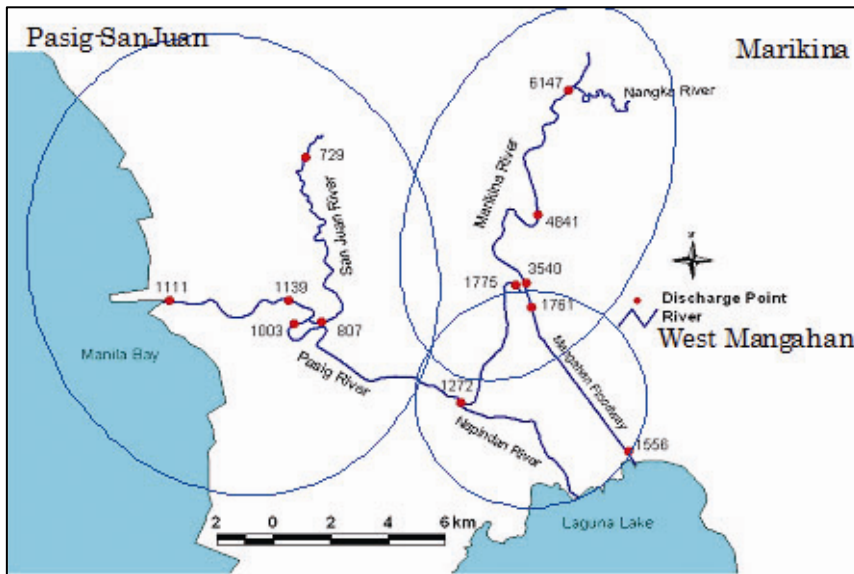 Pasig-SanJuan
Marikina
6147
Nangka River
729
Marikina River
San Juan River
4841
N
1111
1139
1775
3540
1761
Discharge Point
River
1003
807
West Mangahan
Manila Bay
Pasig River
Mangahan Floodway
1272
Napindan River
1556
2 0 2 4 6 km
Laguna Lake